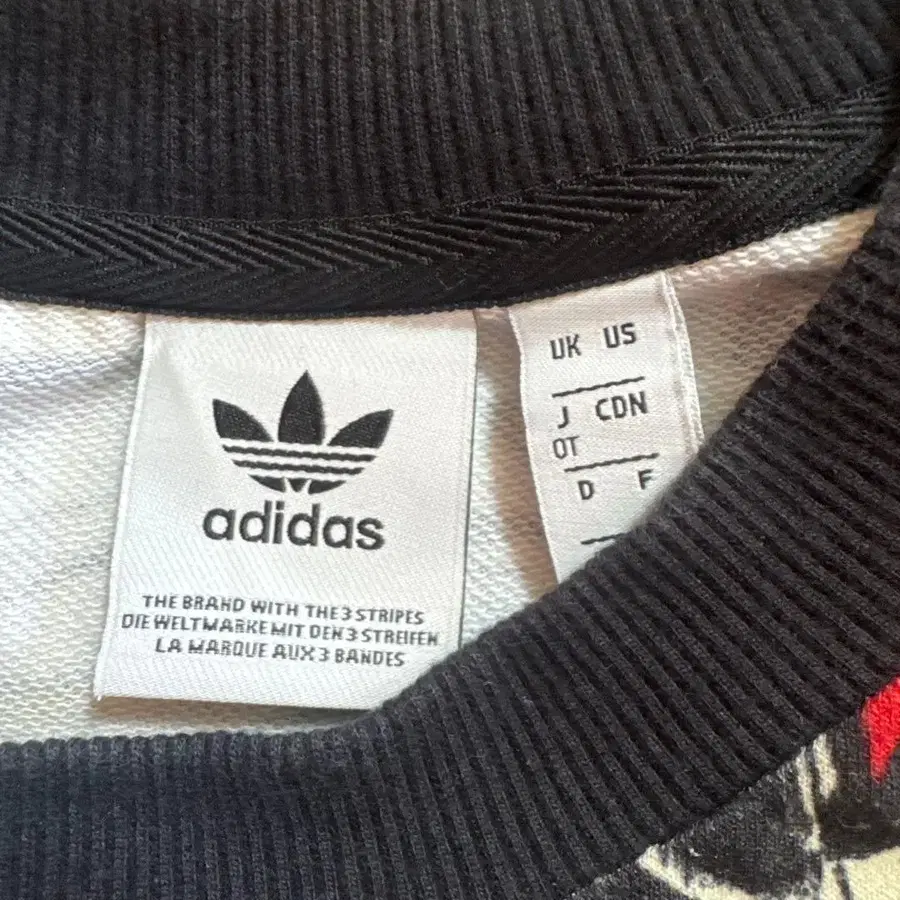 adidas
THE BRAND WITH THE 3 STRIPES
DIE WELTMARKE MIT DEN 3 STREIFEN
LA MARQUE AUX 3 BANDES
UK US
J CDN
OT
D F